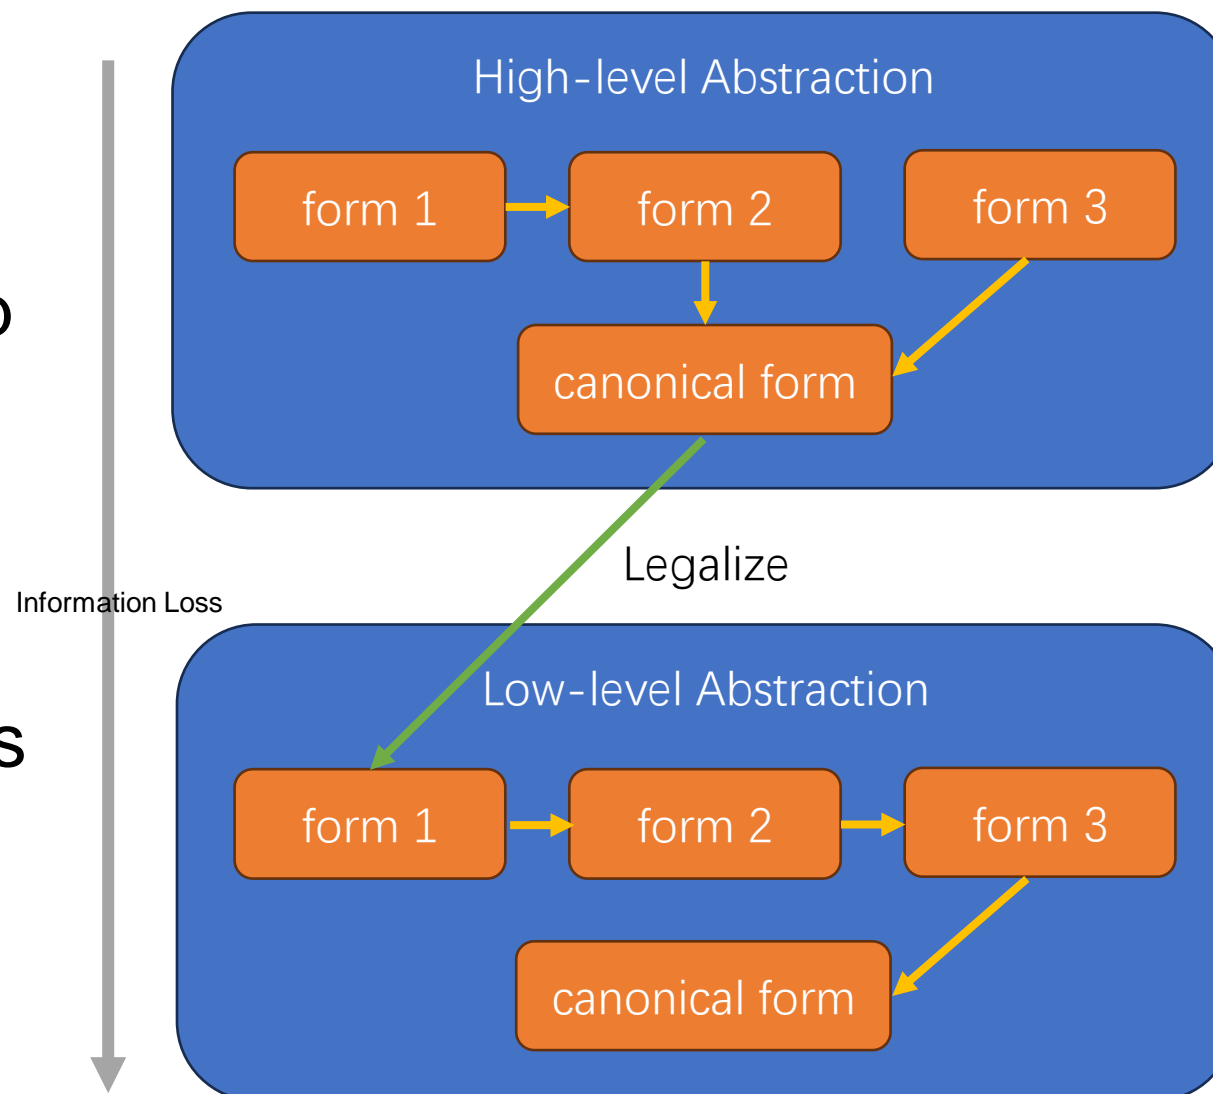 High-level Abstraction
form 1
form 2
form 3
canonical form
Legalize
Information Loss
Low-level Abstraction
form 1
form 2
form 3
canonical form